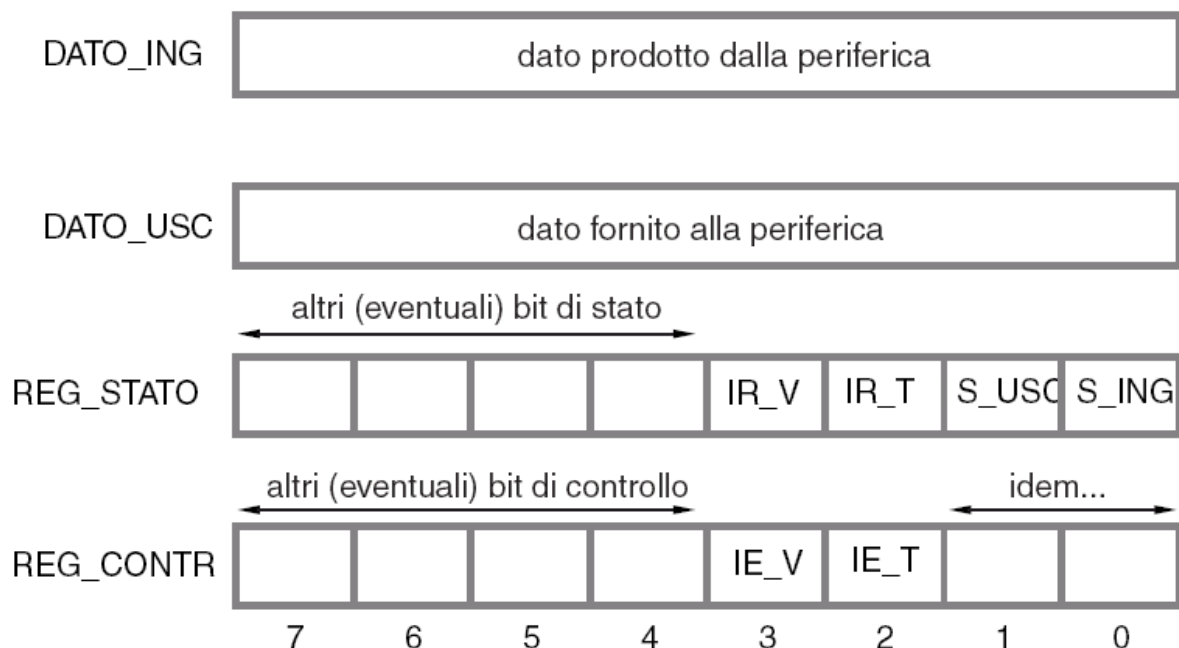 DATO_ING dato prodotto dalla periferica
DATO_USC dato fornito alla periferica
altri (eventuali) bit di stato
REG_STATO IR_V IR_T S_USC S_ING
altri (eventuali) bit di controllo idem...
REG_CONTR IE_V IE_T
7 6 5 4 3 2 1 0